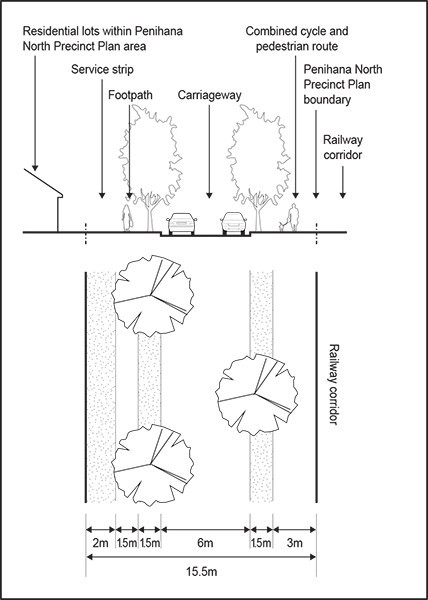 Residential lots within Penihana
North Precinct Plan area
Service strip
Footpath
Carriageway
Combined cycle and
pedestrian route
Penihana North
Precinct Plan
boundary
Railway
corridor
Railway corridor
2m
1.5m
1.5m
6m
1.5m
3m
15.5m